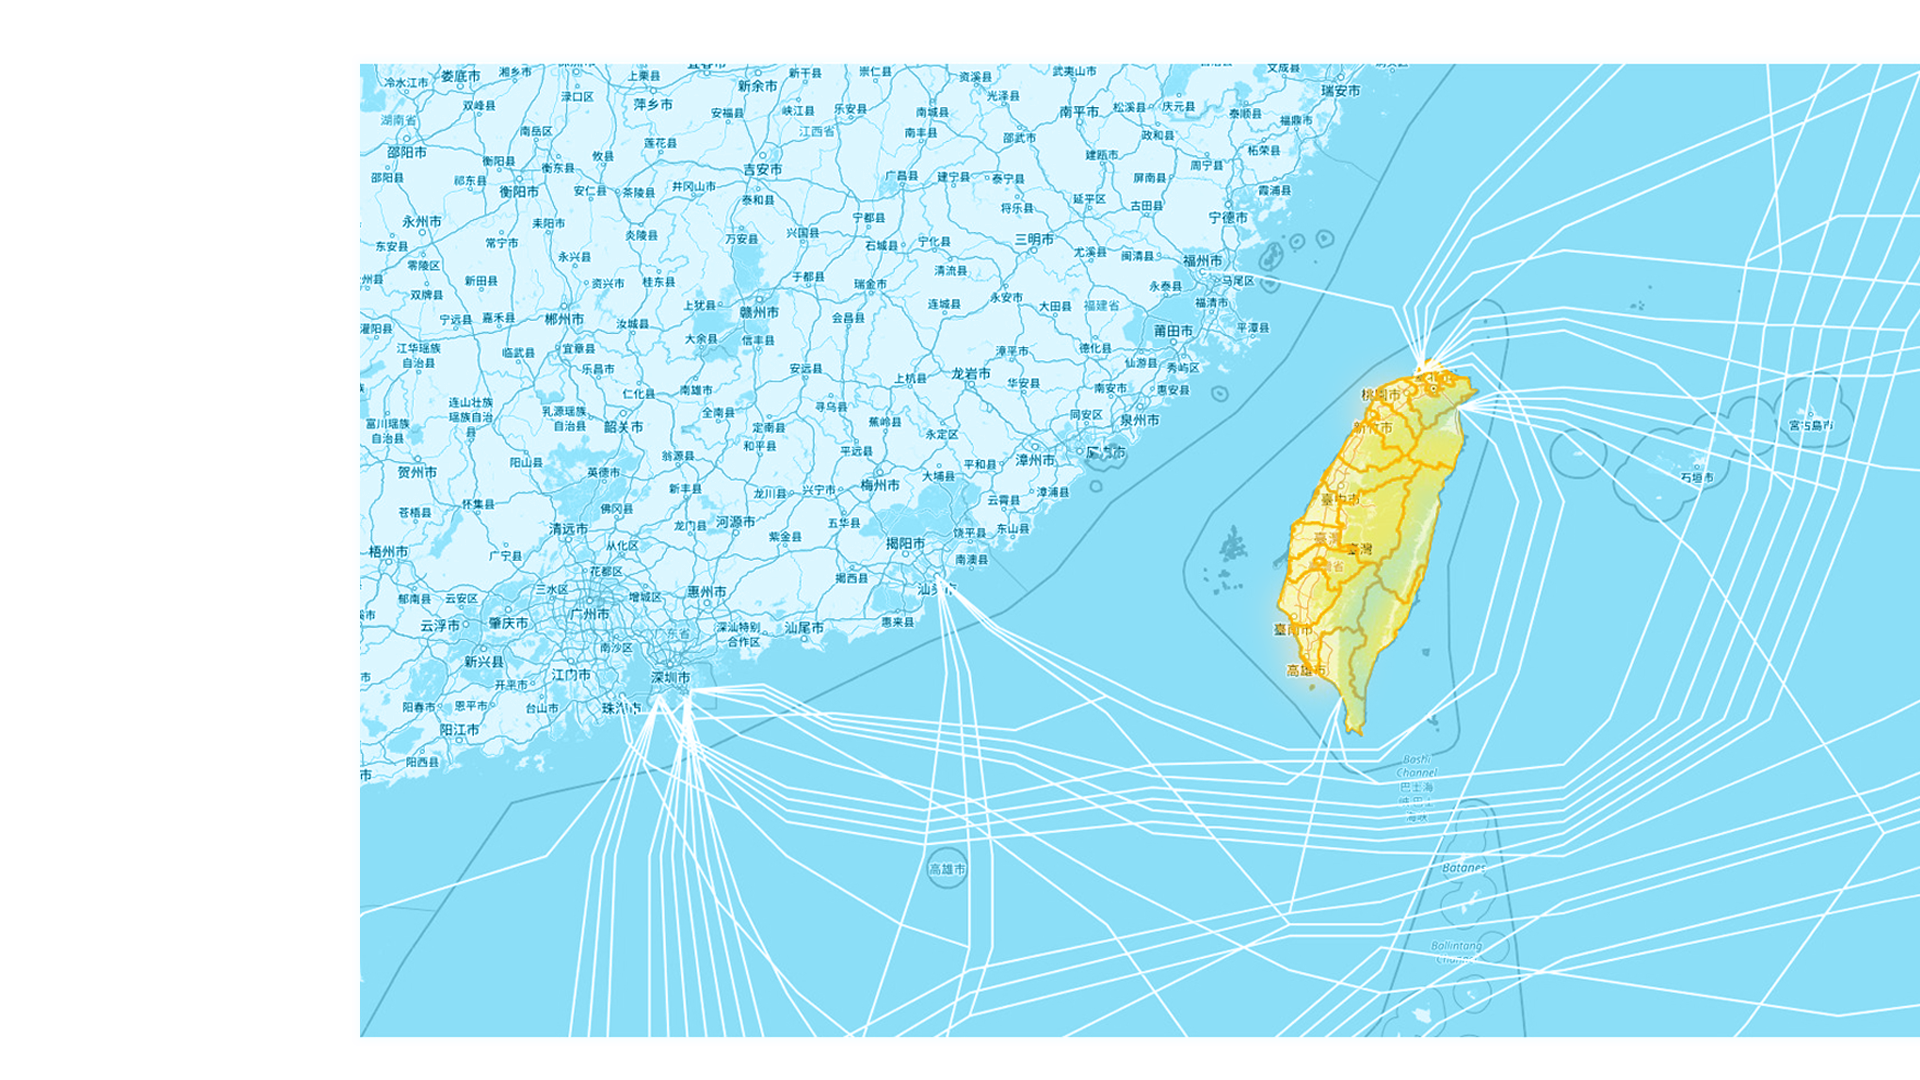 娄底市
湘乡市
上栗县
新干县
崇仁县
资溪县
武夷山市
文成县
冷水江市
渌口区
萍乡市
新余市
光泽县
瑞安市
双峰县
安福县
峡江县
乐安县
南城县
南平市
松溪县
庆元县
泰顺县
福鼎市
湖南省
南岳区
江西省
南丰县
邵武市
政和县
邵阳市
衡阳县
衡东县
攸县
莲花县
建瓯市
柘荣县
邵阳县
祁东县
衡阳市
安仁县
茶陵县
井冈山市
吉安市
广昌县
建宁县
泰宁县
屏南县
周宁县
霞浦县
泰和县
延平区
古田县
永州市
耒阳市
宁都县
将乐县
宁德市
东安县
常宁市
炎陵县
万安县
兴国县
石城县
宁化县
三明市
尤溪县
闽清县
福州市
零陵区
永兴县
清流县
马尾区
州县
双牌县
新田县
资兴市
桂东县
于都县
瑞金市
永安市
大田县
福建省
永泰县
福清市
宁远县
嘉禾县
郴州市
汝城县
上犹县
赣州市
会昌县
连城县
莆田市
平潭县
灌阳县
江华瑶族
自治县
临武县
宜章县
大余县
信丰县
漳平市
德化县
仙游县
秀屿区
乐昌市
安远县
上杭县
龙岩市
华安县
南安市
惠安县
仁化县
南雄市
桃園市
连山壮族
瑶族自治
县
乳源瑶族
自治县
韶关市
全南县
寻乌县
蕉岭县
永定区
同安区
泉州市
富川瑶族
自治县
定南县
和平县
新竹市
宮古島市
贺州市
阳山县
英德市
翁源县
平远县
大埔县
平和县
漳州市
石垣市
怀集县
新丰县
龙川县
兴宁市
梅州市
云霄县
漳浦县
臺中市
苍梧县
佛冈县
清远市
龙门县
河源市
五华县
饶平县
东山县
梧州市
广宁县
从化区
紫金县
揭阳市
南澳县
臺灣
花都区
揭西县
汕头市
郁南县
云安区
三水区
增城区
惠州市
云浮市
肇庆市
广州市
深汕特别
合作区
汕尾市
惠来县
臺南市
南沙区
新兴县
开平市
江门市
深圳市
高雄市
阳春市
恩平市
台山市
珠海市
阳江市
阳西县
Bashi
Channel
巴士海
峡 巴士
海峡
高雄市
Batanes
Balintang
Channel